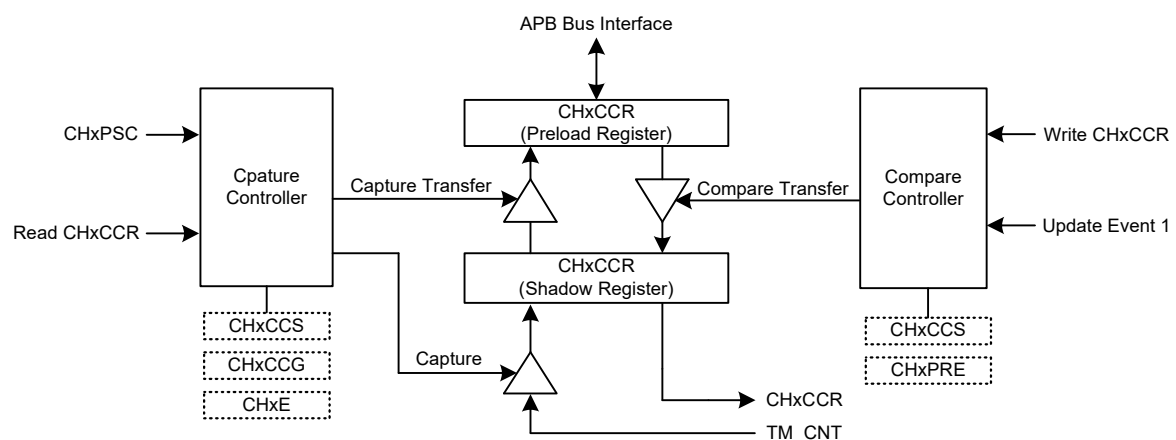 APB Bus Interface
CHxCCR
(Preload Register)
CHxPSC
Write CHxCCR
Cpature
Controller
Capture Transfer
Compare Transfer
Compare
Controller
Read CHxCCR
Update Event 1
CHxCCR
(Shadow Register)
CHxCCS
CHxCCG
CHxE
Capture
CHxCCS
CHxPRE
CHxCCR
TM_CNT